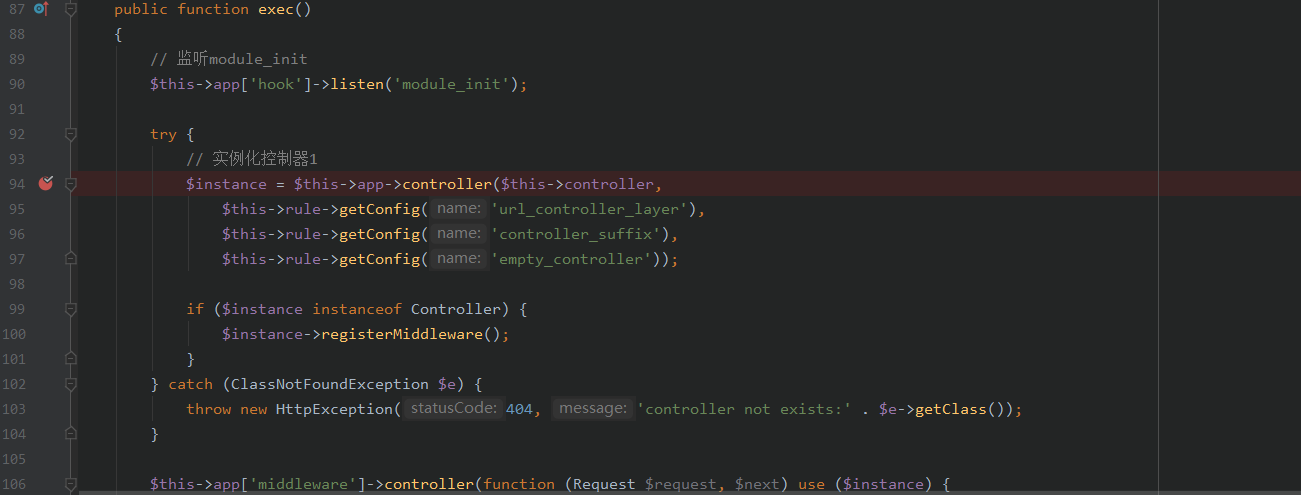 87 public function exec()
88 {
89 // 监听module_init
90 $this->app['hook']->listen('module_init');
91
92 try {
93 // 实例化控制器1
94 $instance = $this->app->controller($this->controller,
95 $this->rule->getConfig( name: 'url_controller_layer'),
96 $this->rule->getConfig( name: 'controller_suffix'),
97 $this->rule->getConfig( name: 'empty_controller'));
98
99 if ($instance instanceof Controller) {
100 $instance->registerMiddleware();
101 }
102 } catch (ClassNotFoundException $e) {
103 throw new HttpException( statusCode: 404, message: 'controller not exists:' . $e->getClass());
104 }
105
106 $this->app['middleware']->controller(function (Request $request, $next) use ($instance) {